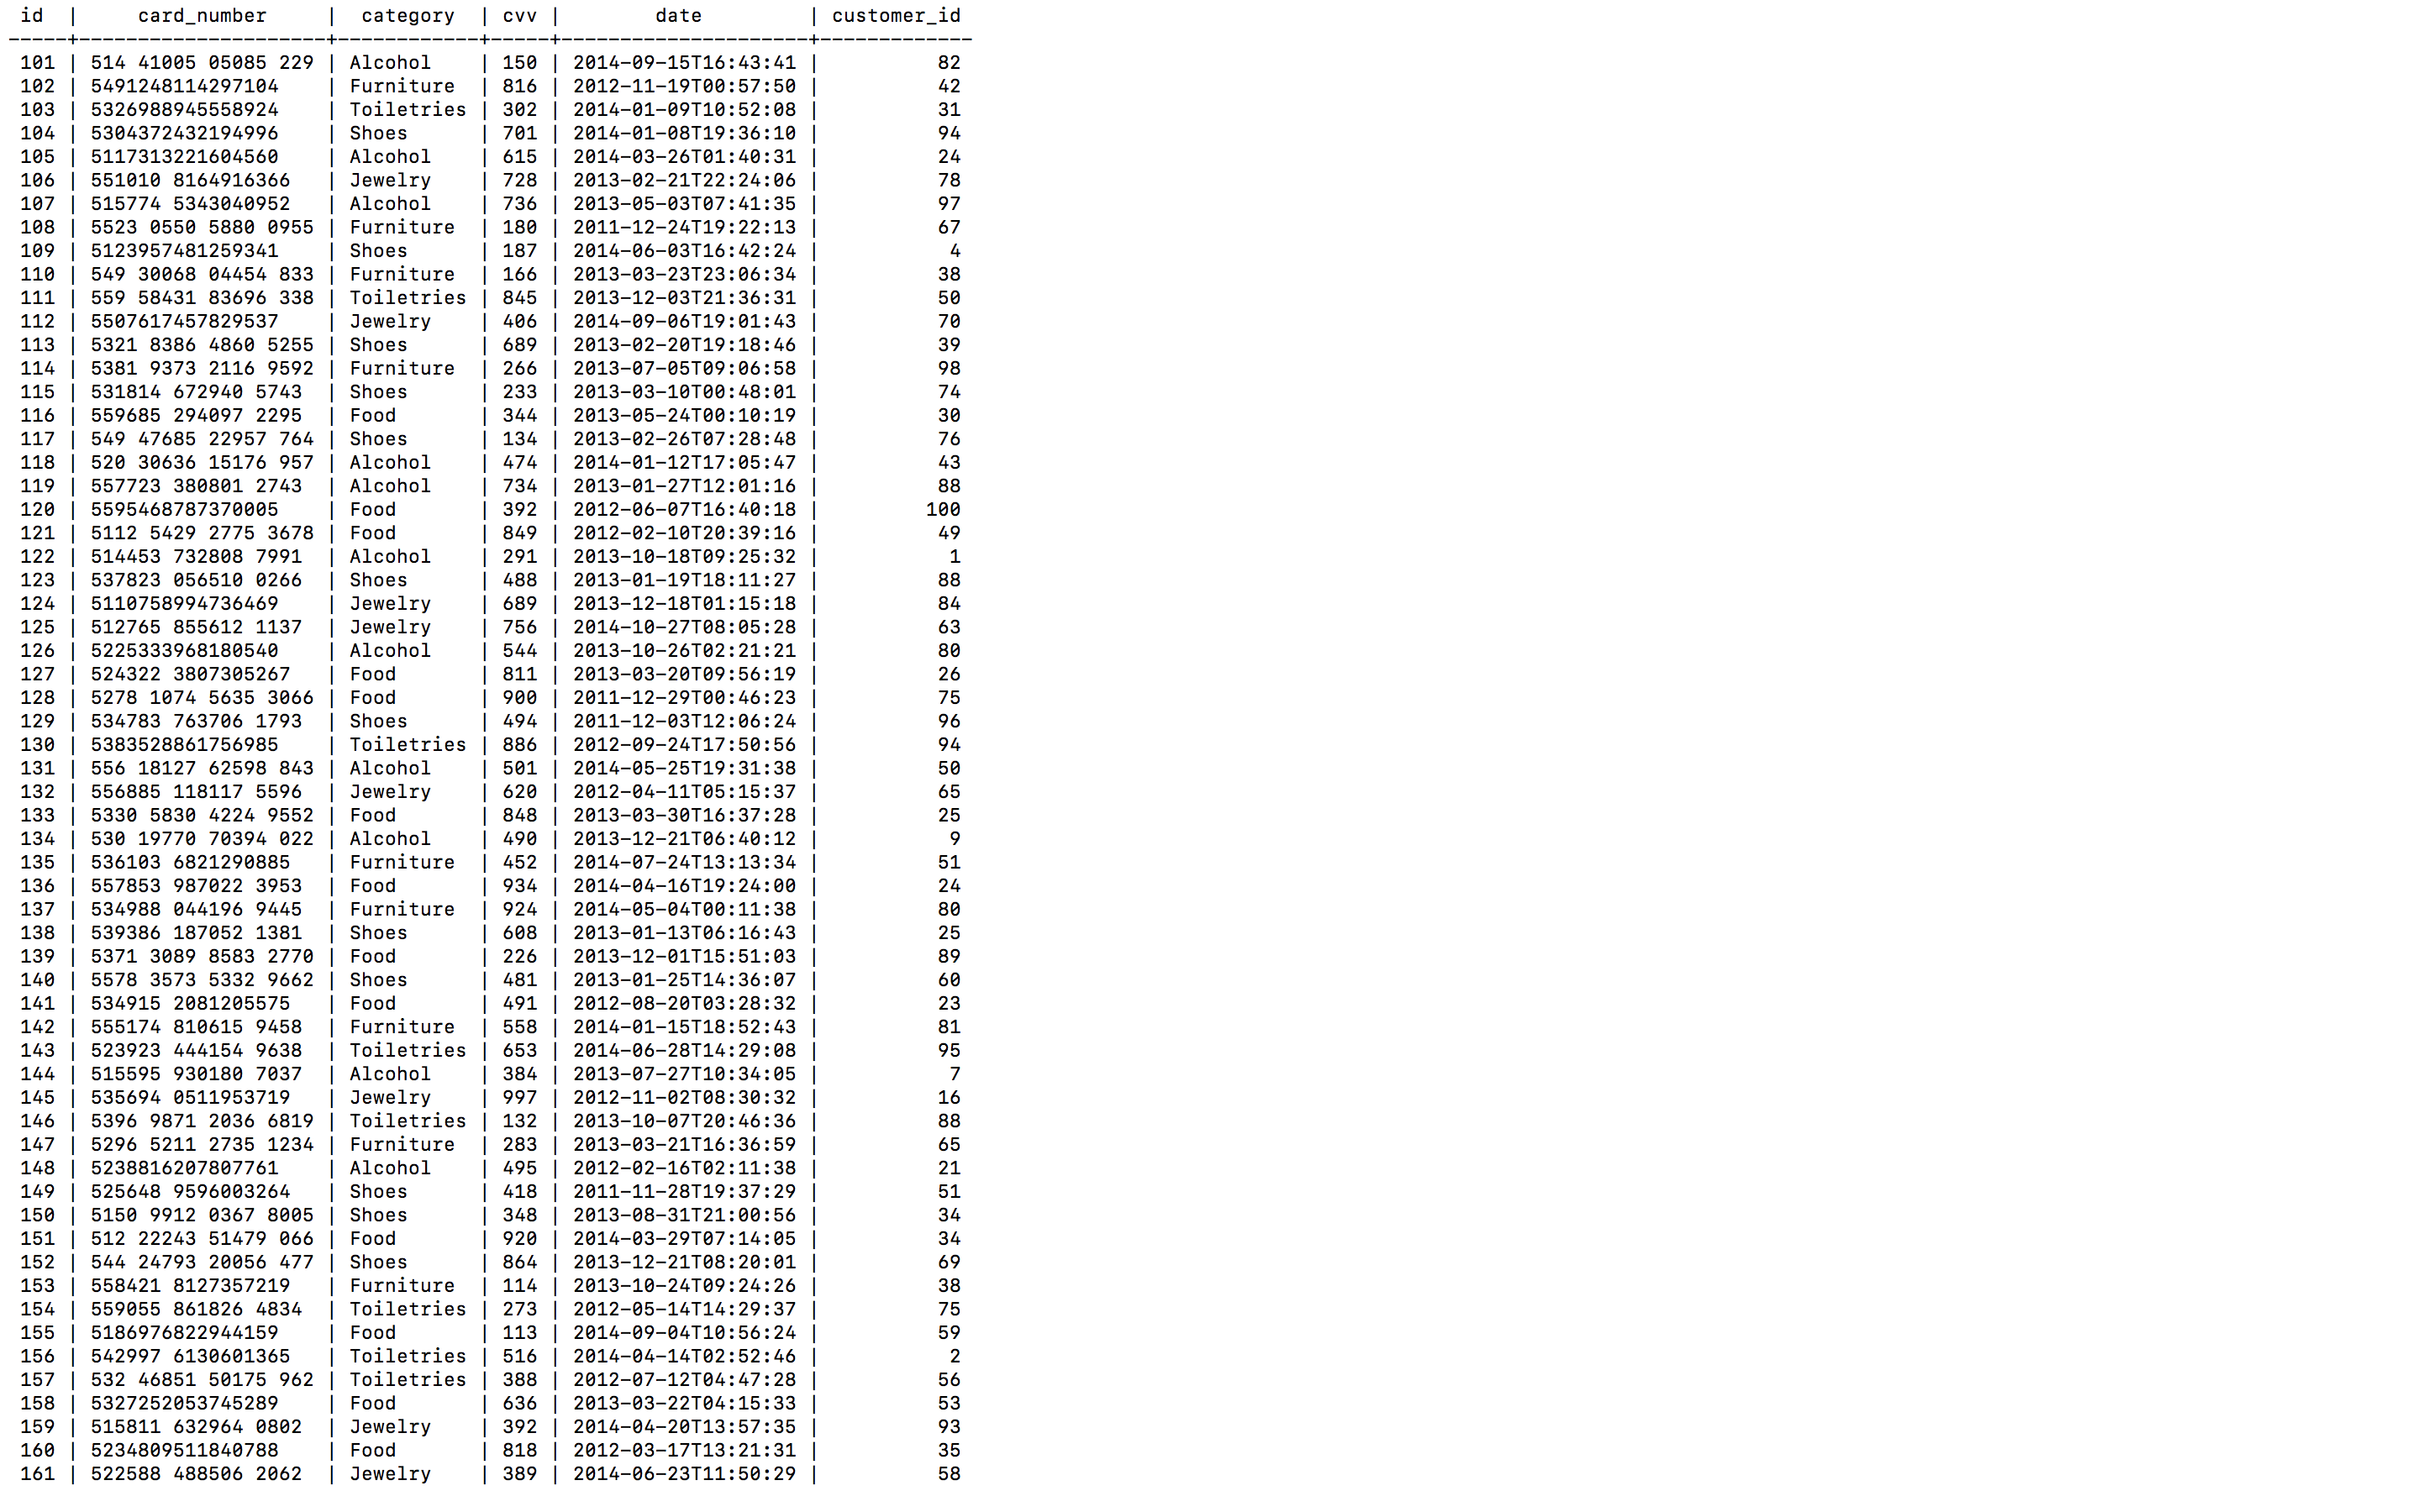 id | card_number | category | cvv | date | customer_id
-----+---------------------+------------+-----+---------------------+-------------
101 | 514 41005 05085 229 | Alcohol | 150 | 2014-09-15T16:43:41 | 82
102 | 5491248114297104 | Furniture | 816 | 2012-11-19T00:57:50 | 42
103 | 5326988945558924 | Toiletries | 302 | 2014-01-09T10:52:08 | 31
104 | 5304372432194996 | Shoes | 701 | 2014-01-08T19:36:10 | 94
105 | 5117313221604560 | Alcohol | 615 | 2014-03-26T01:40:31 | 24
106 | 551010 8164916366 | Jewelry | 728 | 2013-02-21T22:24:06 | 78
107 | 515774 5343040952 | Alcohol | 736 | 2013-05-03T07:41:35 | 97
108 | 5523 0550 5880 0955 | Furniture | 180 | 2011-12-24T19:22:13 | 67
109 | 5123957481259341 | Shoes | 187 | 2014-06-03T16:42:24 | 4
110 | 549 30068 04454 833 | Furniture | 166 | 2013-03-23T23:06:34 | 38
111 | 559 58431 83696 338 | Toiletries | 845 | 2013-12-03T21:36:31 | 50
112 | 5507617457829537 | Jewelry | 406 | 2014-09-06T19:01:43 | 70
113 | 5321 8386 4860 5255 | Shoes | 689 | 2013-02-20T19:18:46 | 39
114 | 5381 9373 2116 9592 | Furniture | 266 | 2013-07-05T09:06:58 | 98
115 | 531814 672940 5743 | Shoes | 233 | 2013-03-10T00:48:01 | 74
116 | 559685 294097 2295 | Food | 344 | 2013-05-24T00:10:19 | 30
117 | 549 47685 22957 764 | Shoes | 134 | 2013-02-26T07:28:48 | 76
118 | 520 30636 15176 957 | Alcohol | 474 | 2014-01-12T17:05:47 | 43
119 | 557723 380801 2743 | Alcohol | 734 | 2013-01-27T12:01:16 | 88
120 | 5595468787370005 | Food | 392 | 2012-06-07T16:40:18 | 100
121 | 5112 5429 2775 3678 | Food | 849 | 2012-02-10T20:39:16 | 49
122 | 514453 732808 7991 | Alcohol | 291 | 2013-10-18T09:25:32 | 1
123 | 537823 056510 0266 | Shoes | 488 | 2013-01-19T18:11:27 | 88
124 | 5110758994736469 | Jewelry | 689 | 2013-12-18T01:15:18 | 84
125 | 512765 855612 1137 | Jewelry | 756 | 2014-10-27T08:05:28 | 63
126 | 5225333968180540 | Alcohol | 544 | 2013-10-26T02:21:21 | 80
127 | 524322 3807305267 | Food | 811 | 2013-03-20T09:56:19 | 26
128 | 5278 1074 5635 3066 | Food | 900 | 2011-12-29T00:46:23 | 75
129 | 534783 763706 1793 | Shoes | 494 | 2011-12-03T12:06:24 | 96
130 | 5383528861756985 | Toiletries | 886 | 2012-09-24T17:50:56 | 94
131 | 556 18127 62598 843 | Alcohol | 501 | 2014-05-25T19:31:38 | 50
132 | 556885 118117 5596 | Jewelry | 620 | 2012-04-11T05:15:37 | 65
133 | 5330 5830 4224 9552 | Food | 848 | 2013-03-30T16:37:28 | 25
134 | 530 19770 70394 022 | Alcohol | 490 | 2013-12-21T06:40:12 | 9
135 | 536103 6821290885 | Furniture | 452 | 2014-07-24T13:13:34 | 51
136 | 557853 987022 3953 | Food | 934 | 2014-04-16T19:24:00 | 24
137 | 534988 044196 9445 | Furniture | 924 | 2014-05-04T00:11:38 | 80
138 | 539386 187052 1381 | Shoes | 608 | 2013-01-13T06:16:43 | 25
139 | 5371 3089 8583 2770 | Food | 226 | 2013-12-01T15:51:03 | 89
140 | 5578 3573 5332 9662 | Shoes | 481 | 2013-01-25T14:36:07 | 60
141 | 534915 2081205575 | Food | 491 | 2012-08-20T03:28:32 | 23
142 | 555174 810615 9458 | Furniture | 558 | 2014-01-15T18:52:43 | 81
143 | 523923 444154 9638 | Toiletries | 653 | 2014-06-28T14:29:08 | 95
144 | 515595 930180 7037 | Alcohol | 384 | 2013-07-27T10:34:05 | 7
145 | 535694 0511953719 | Jewelry | 997 | 2012-11-02T08:30:32 | 16
146 | 5396 9871 2036 6819 | Toiletries | 132 | 2013-10-07T20:46:36 | 88
147 | 5296 5211 2735 1234 | Furniture | 283 | 2013-03-21T16:36:59 | 65
148 | 5238816207807761 | Alcohol | 495 | 2012-02-16T02:11:38 | 21
149 | 525648 9596003264 | Shoes | 418 | 2011-11-28T19:37:29 | 51
150 | 5150 9912 0367 8005 | Shoes | 348 | 2013-08-31T21:00:56 | 34
151 | 512 22243 51479 066 | Food | 920 | 2014-03-29T07:14:05 | 34
152 | 544 24793 20056 477 | Shoes | 864 | 2013-12-21T08:20:01 | 69
153 | 558421 8127357219 | Furniture | 114 | 2013-10-24T09:24:26 | 38
154 | 559055 861826 4834 | Toiletries | 273 | 2012-05-14T14:29:37 | 75
155 | 5186976822944159 | Food | 113 | 2014-09-04T10:56:24 | 59
156 | 542997 6130601365 | Toiletries | 516 | 2014-04-14T02:52:46 | 2
157 | 532 46851 50175 962 | Toiletries | 388 | 2012-07-12T04:47:28 | 56
158 | 5327252053745289 | Food | 636 | 2013-03-22T04:15:33 | 53
159 | 515811 632964 0802 | Jewelry | 392 | 2014-04-20T13:57:35 | 93
160 | 5234809511840788 | Food | 818 | 2012-03-17T13:21:31 | 35
161 | 522588 488506 2062 | Jewelry | 389 | 2014-06-23T11:50:29 | 58